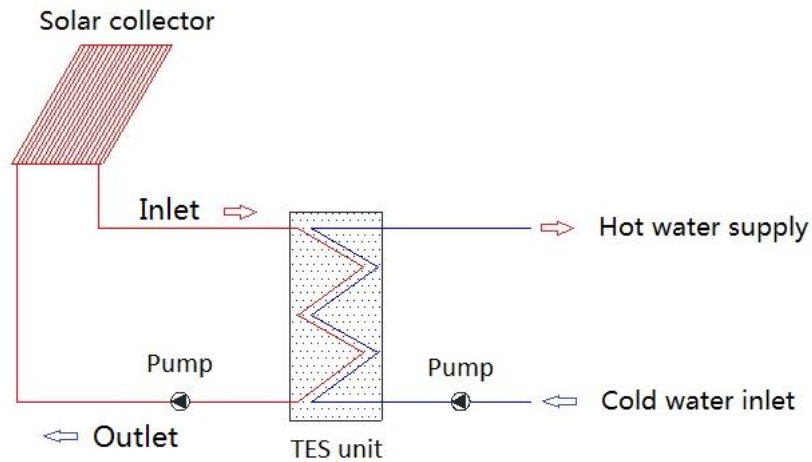 Solar collector
Inlet
Hot water supply
Pump
Pump
Cold water inlet
Outlet
TES unit